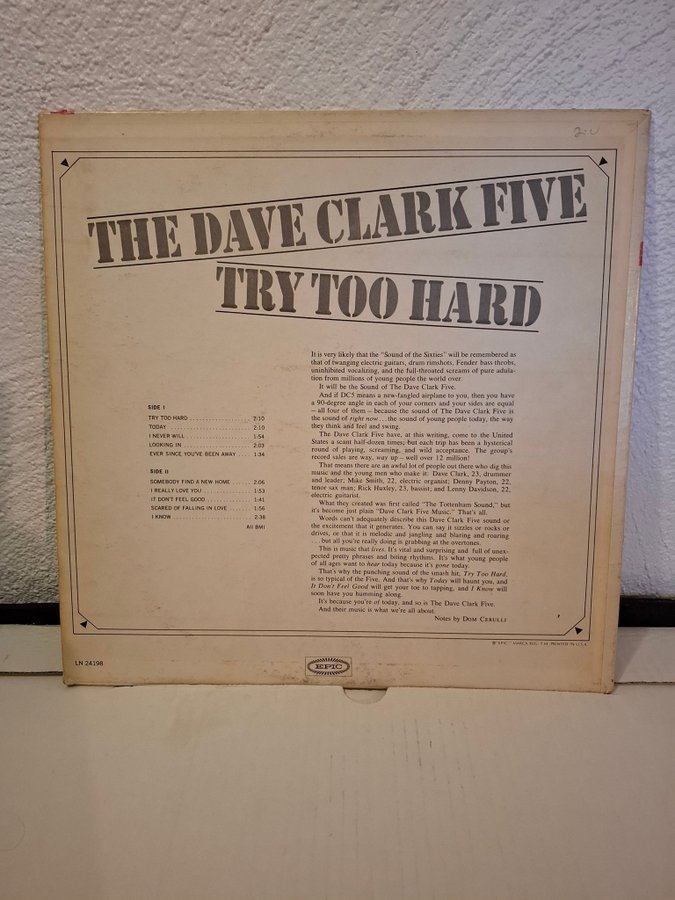 THE DAVE CLARK FIVE
TRY TOO HARD
SIDE I
TRY TOO HARD . . . . . . . . . . . . . . . 2:10
TODAY . . . . . . . . . . . . . . . . . . . . 2:10
I NEVER WILL . . . . . . . . . . . . . . . 1:54
LOOKING IN . . . . . . . . . . . . . . . . 2:03
EVER SINCE YOU'VE BEEN AWAY . . . . 1:34
SIDE II
SOMEBODY FIND A NEW HOME . . . . . 2:06
I REALLY LOVE YOU . . . . . . . . . . . . 1:53
IT DON'T FEEL GOOD . . . . . . . . . . . 1:41
SCARED OF FALLING IN LOVE . . . . . . 1:56
I KNOW . . . . . . . . . . . . . . . . . . . 2:38
All BMI
It is very likely that the "Sound of the Sixties" will be remembered as
that of twanging electric guitars, drum rimshots, Fender bass throbs,
uninhibited vocalizing, and the full-throated screams of pure adula-
tion from millions of young people the world over.
It will be the Sound of The Dave Clark Five.
And if DC5 means a new-fangled airplane to you, then you have
a 90-degree angle in each of your corners and your sides are equal
– all four of them – because the sound of The Dave Clark Five is
the sound of right now . . . the sound of young people today, the way
they think and feel and swing.
The Dave Clark Five have, at this writing, come to the United
States a scant half-dozen times; but each trip has been a hysterical
round of playing, screaming, and wild acceptance. The group's
record sales are way, way up – well over 12 million!
That means there are an awful lot of people out there who dig this
music and the young men who make it: Dave Clark, 23, drummer
and leader; Mike Smith, 22, electric organist; Denny Payton, 22,
tenor sax man; Rick Huxley, 23, bassist; and Lenny Davidson, 22,
electric guitarist.
What they created was first called "The Tottenham Sound," but
it's become just plain "Dave Clark Five Music." That's all.
Words can't adequately describe this Dave Clark Five sound or
the excitement that it generates. You can say it sizzles or rocks or
drives, or that it is melodic and jangling and blaring and roaring
. . . but all you're really doing is grabbing at the overtones.
This is music that lives. It's vital and surprising and full of unex-
pected pretty phrases and biting rhythms. It's what young people
of all ages want to hear today because it's gone today.
That's why the punching sound of the smash hit, Try Too Hard,
is so typical of the Five. And that's why Today will haunt you, and
It Don't Feel Good will get your toe to tapping, and I Know will
soon have you humming along.
It's because you're of today, and so is The Dave Clark Five.
And their music is what we're all about.
Notes by DOM CERULLI
PRINTED IN U.S.A.
LN 24198
EPIC